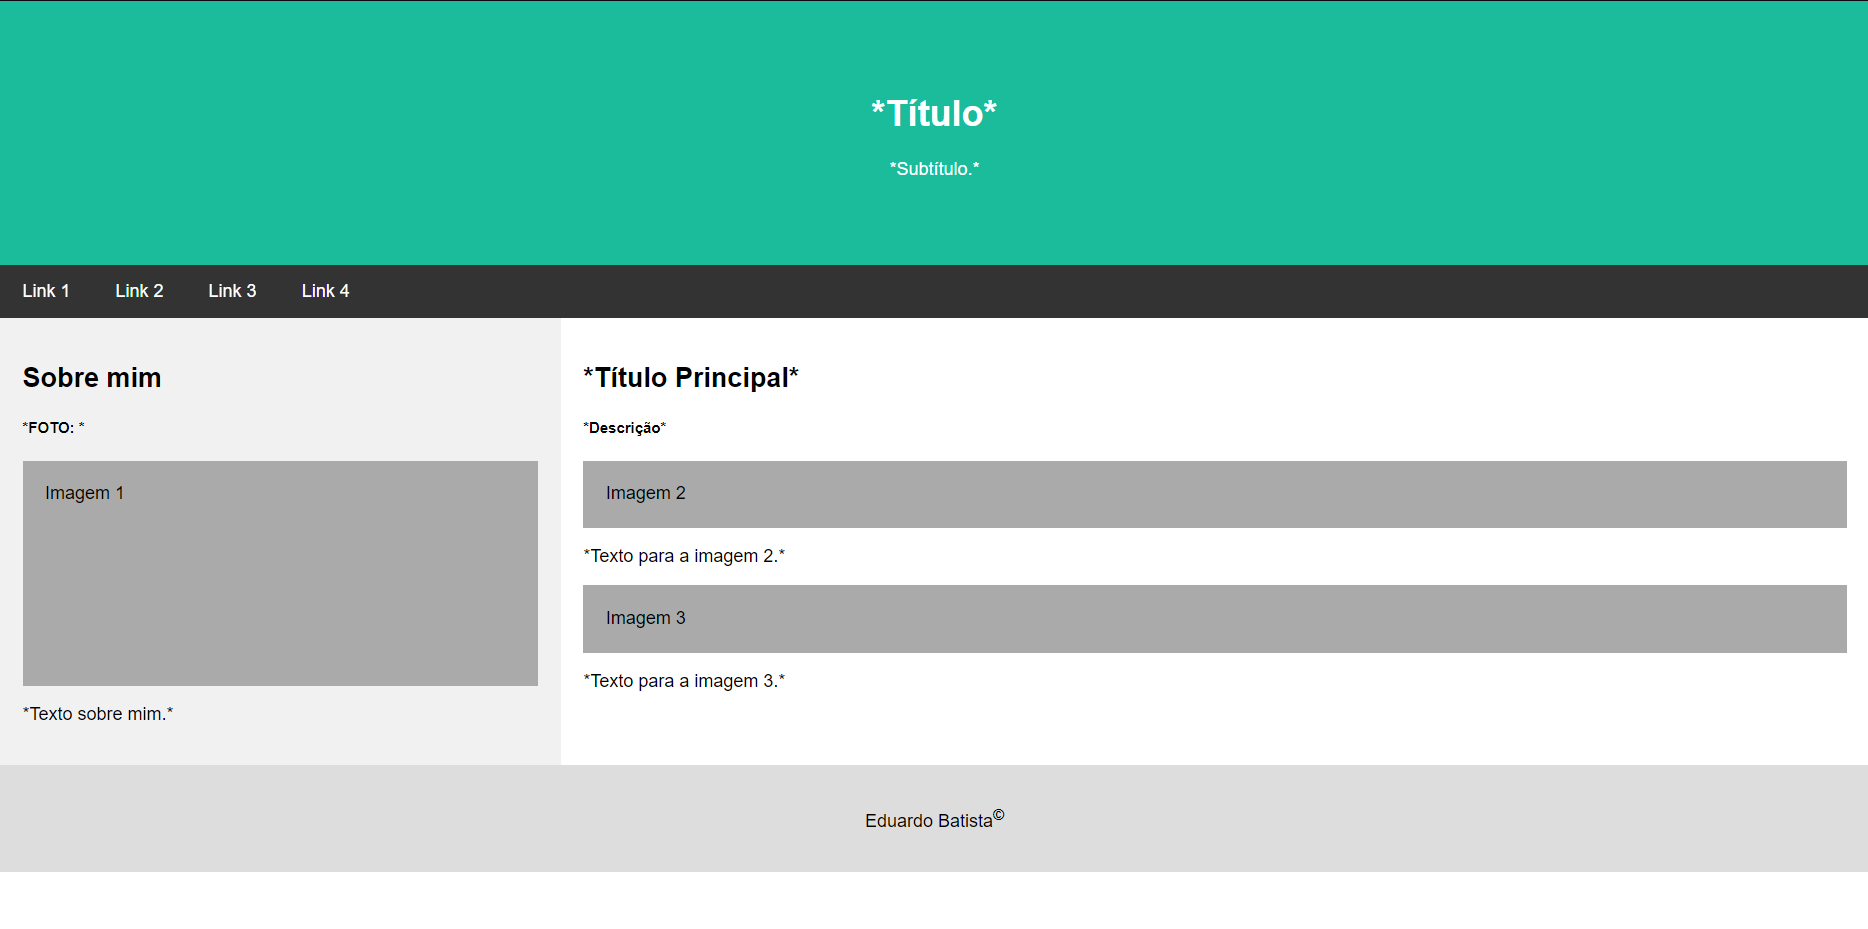 *Título*
*Subtítulo.*
Link 1 Link 2 Link 3 Link 4
Sobre mim
*FOTO: *
Imagem 1
*Texto sobre mim.*
*Título Principal*
*Descrição*
Imagem 2
*Texto para a imagem 2.*
Imagem 3
*Texto para a imagem 3.*
Eduardo Batista©